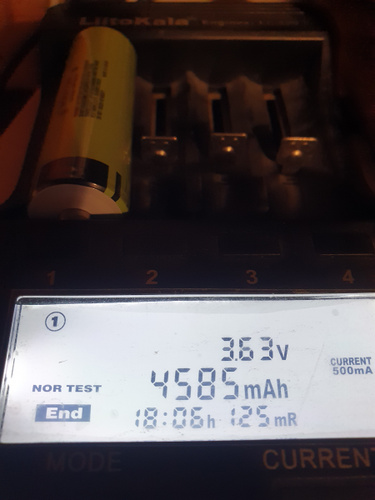 LiitoKala
1 2 3 4
1
3.63v
CURRENT
500mA
NOR TEST
4585mAh
End
18:06h 125mR
MODE CURRENT